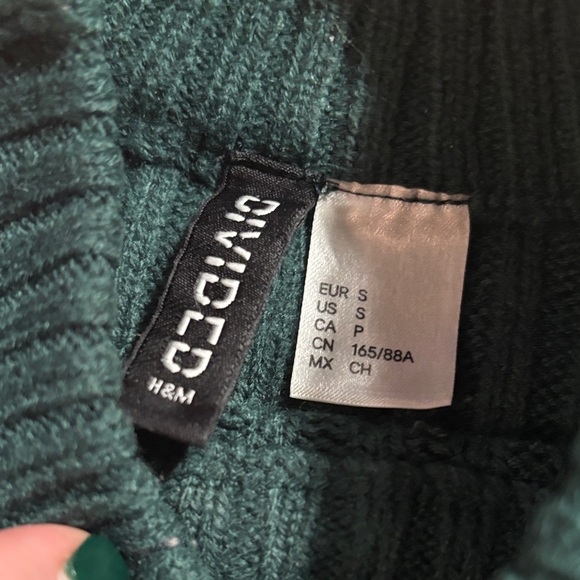 DIVIDED
H&M
EUR S
US S
CA P
CN 165/88A
MX CH